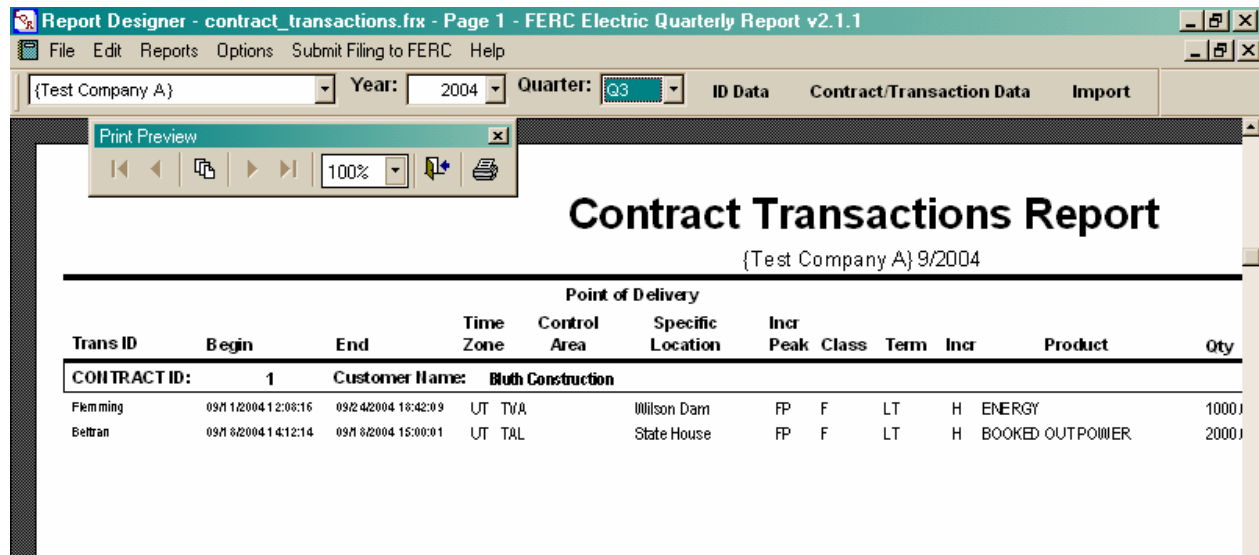 Report Designer - contract_transactions.frx - Page 1 - FERC Electric Quarterly Report v2.1.1
File Edit Reports Options Submit Filing to FERC Help
{Test Company A} Year: 2004 Quarter: Q3 ID Data Contract/Transaction Data Import
Print Preview
100%
Contract Transactions Report
{Test Company A} 9/2004
Point of Delivery
Time Control Specific Incr
Trans ID Begin End Zone Area Location Peak Class Term Incr Product Qty
CONTRACT ID: 1 Customer Name: Bluth Construction
Flemming 09/11/2004 12:08:16 09/24/2004 18:42:09 UT TVA Wilson Dam FP F LT H ENERGY 1000.
Beltran 09/18/2004 14:12:14 09/18/2004 15:00:01 UT TAL State House FP F LT H BOOKED OUT POWER 2000.